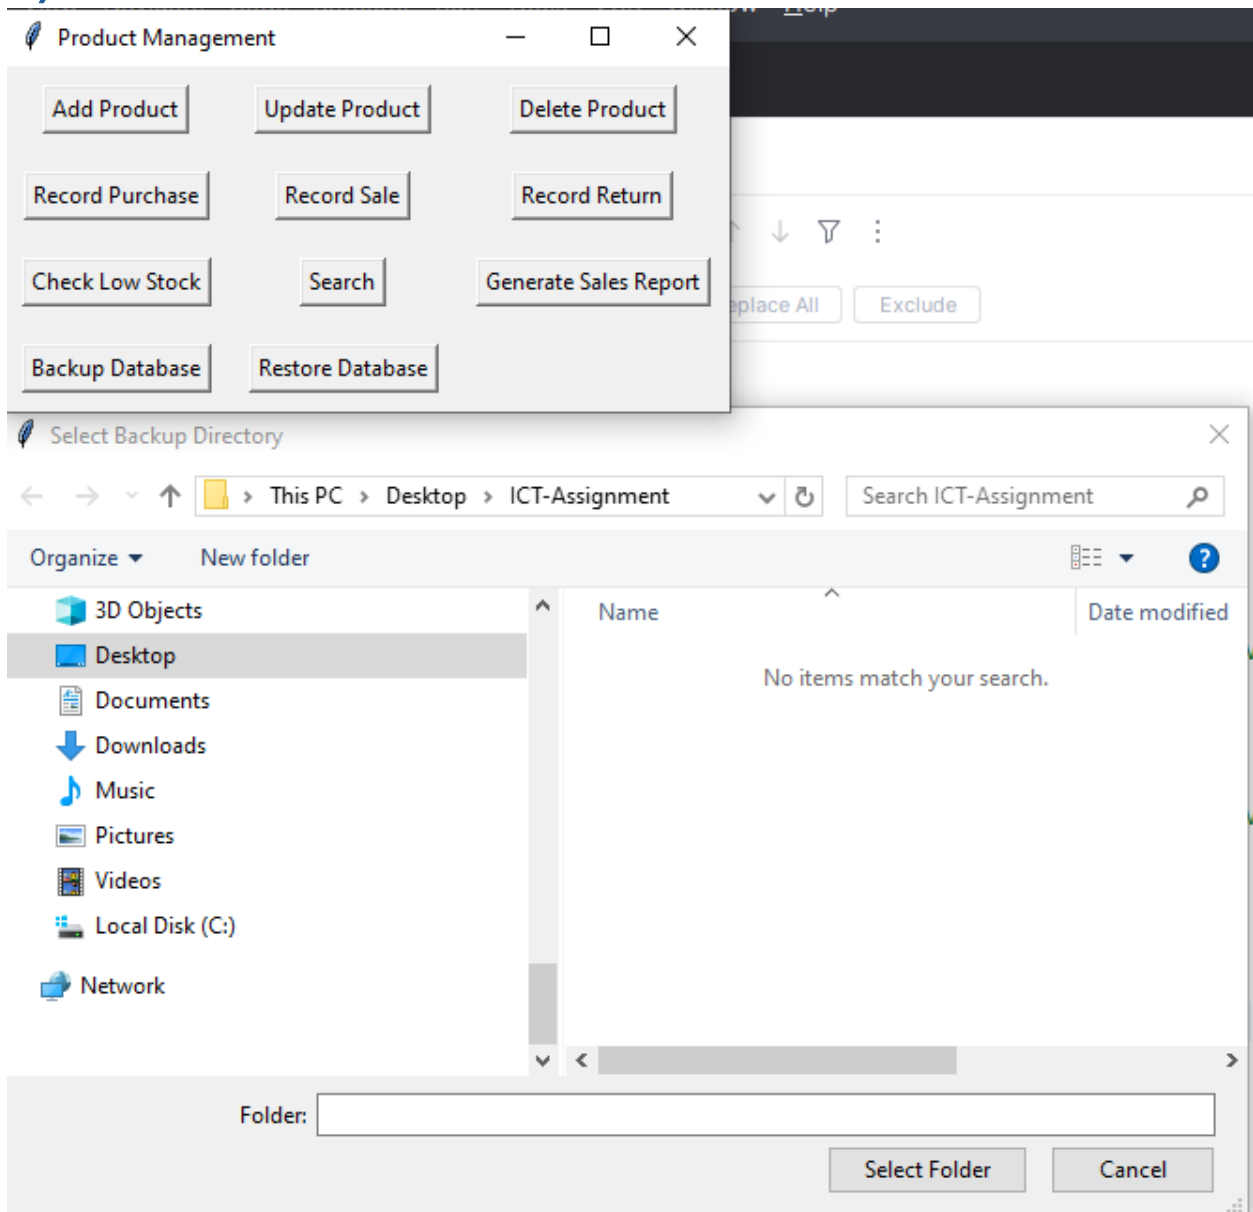 Help
Product Management
Add Product Update Product Delete Product
Record Purchase Record Sale Record Return
Check Low Stock Search Generate Sales Report
Backup Database Restore Database
All Exclude
Select Backup Directory
This PC > Desktop > ICT-Assignment Search ICT-Assignment
Organize New folder ?
3D Objects
Desktop
Documents
Downloads
Music
Pictures
Videos
Local Disk (C:)
Network
Name Date modified
No items match your search.
Folder:
Select Folder Cancel